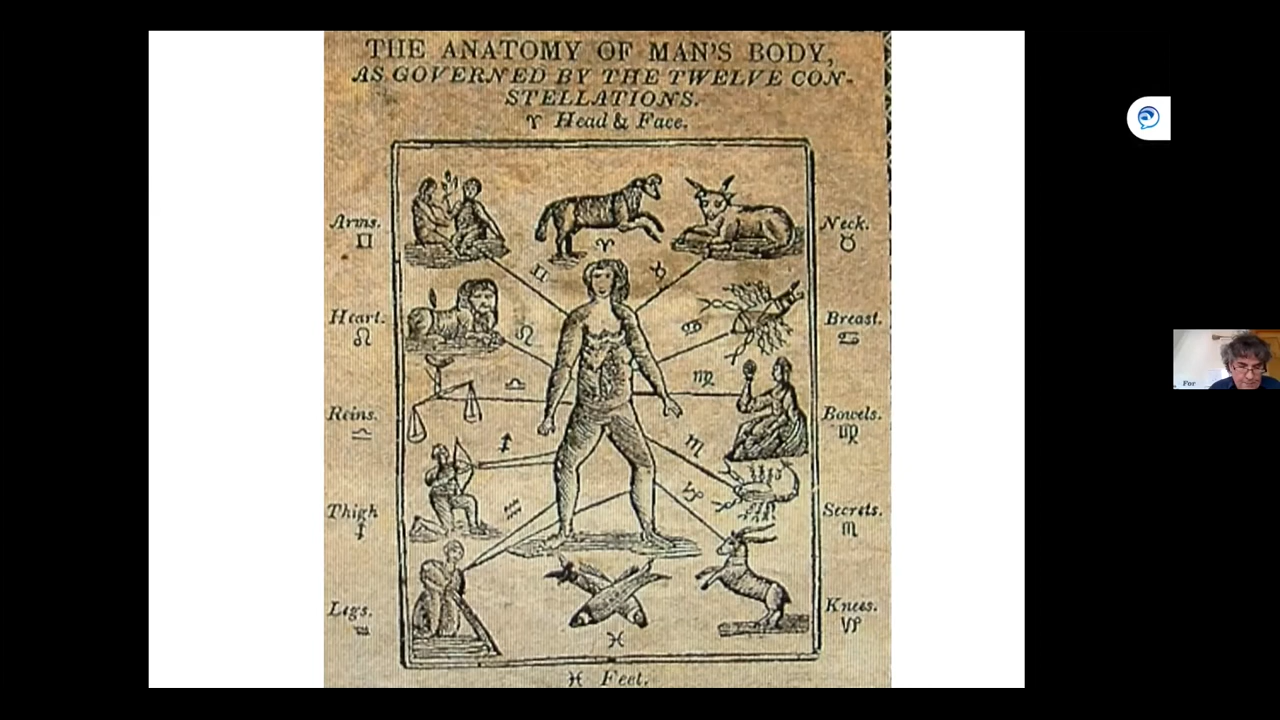 THE ANATOMY OF MAN'S BODY,
AS GOVERNED BY THE TWELVE CON-
STELLATIONS.
♈ Head & Face.
Arms.
♊
Neck.
♉
♈
♊
♉
Heart.
♌
Breast.
♋
♌
♋
♎
♍
Reins.
♎
Bowels.
♍
♐
♏
♑
♒
Thigh
♐
Secrets.
♏
Legs.
♒
Knees.
♑
♓
♓ Feet.
For